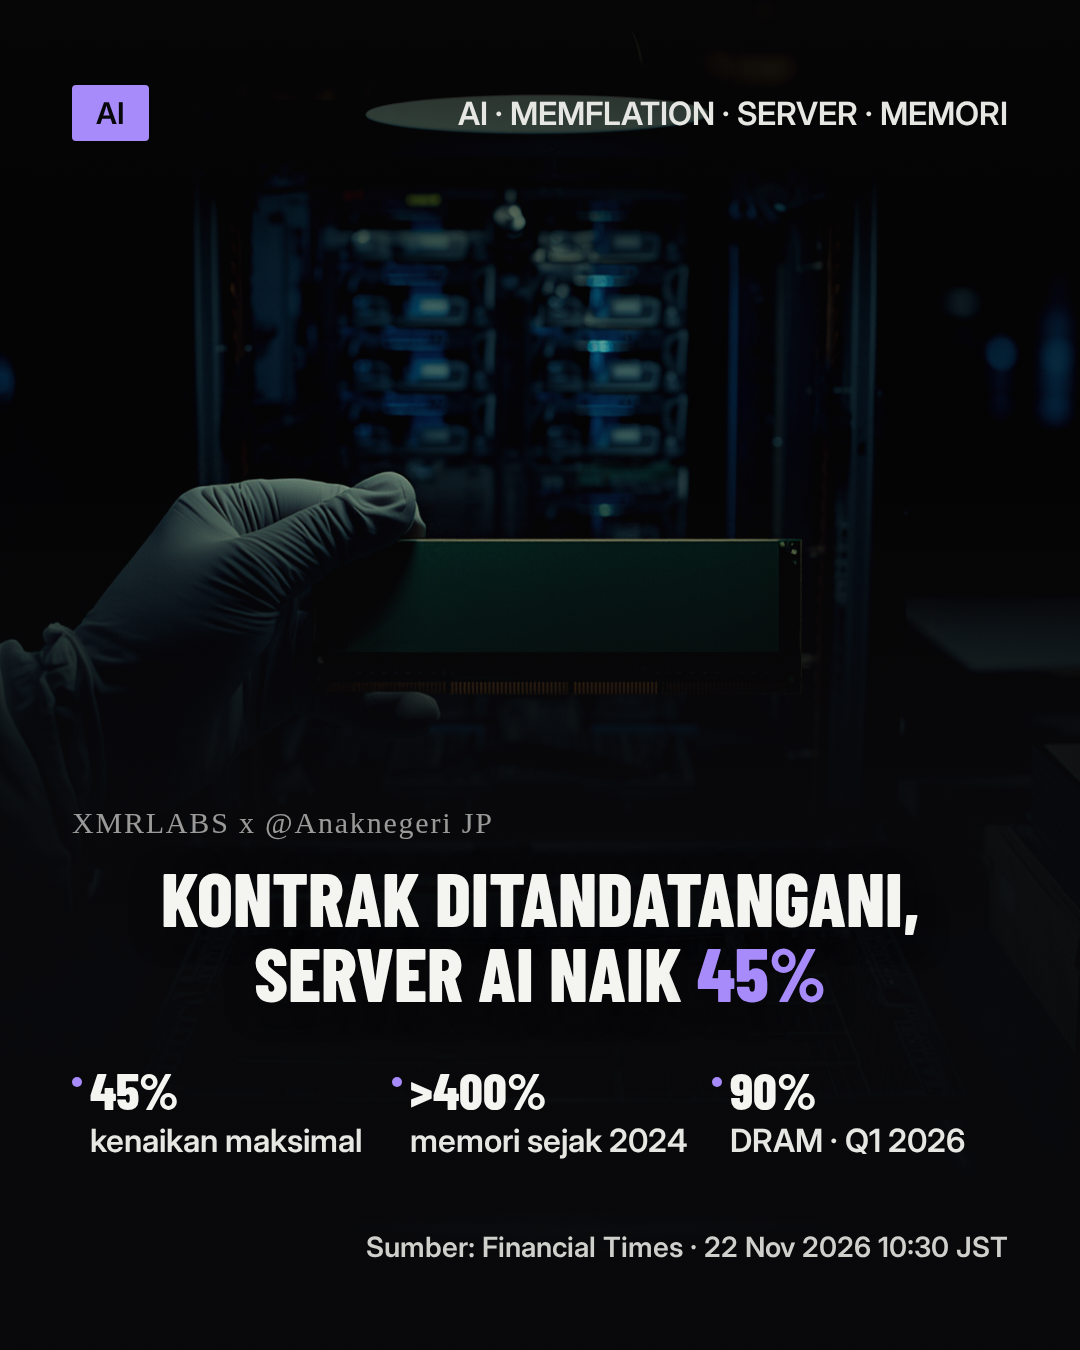 AI
AI · MEMFLATION · SERVER · MEMORI
XMRLABS x @Anaknegeri JP
KONTRAK DITANDATANGANI,
SERVER AI NAIK 45%
45%
kenaikan maksimal
>400%
memori sejak 2024
90%
DRAM · Q1 2026
Sumber: Financial Times · 22 Nov 2026 10:30 JST